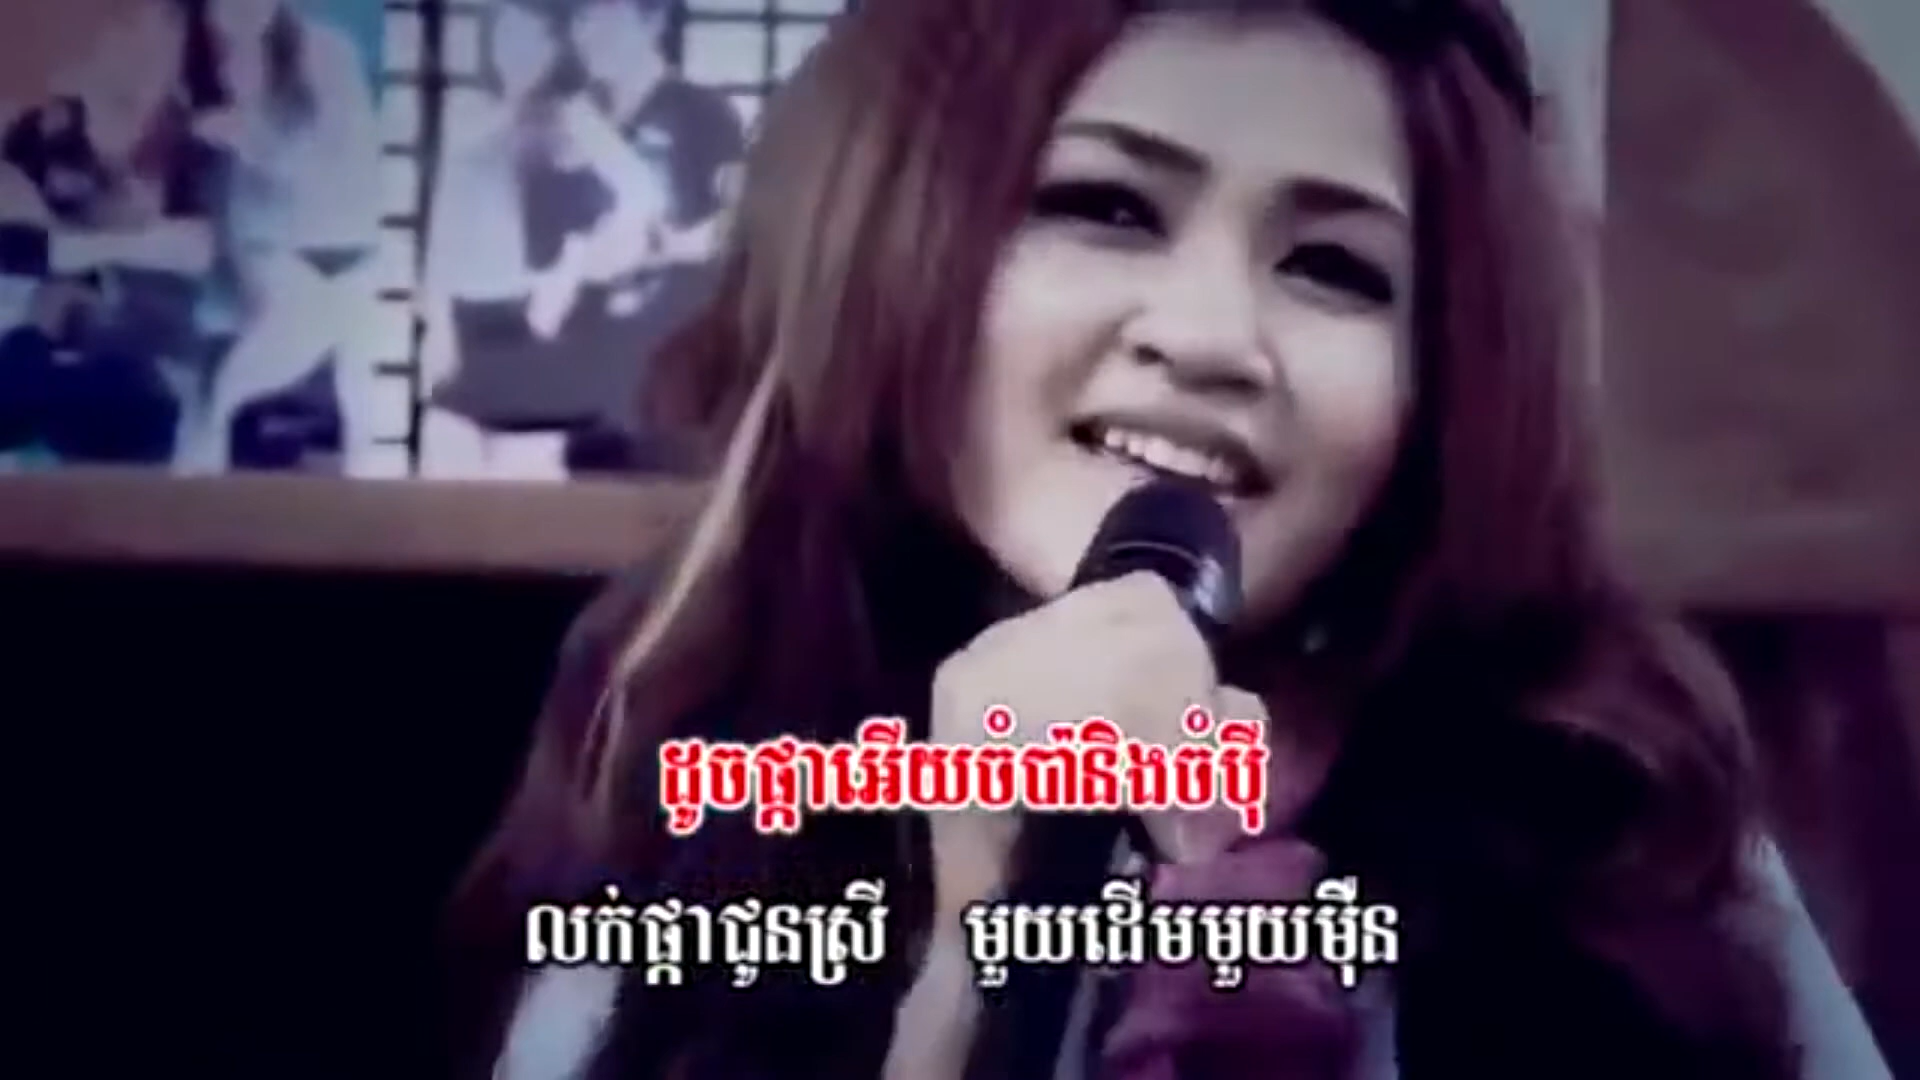 ដូចផ្កាអើយចំប៉ានិងចំប៉ី
លក់ផ្កាជូនស្រី មួយដើមមួយម៉ឺន